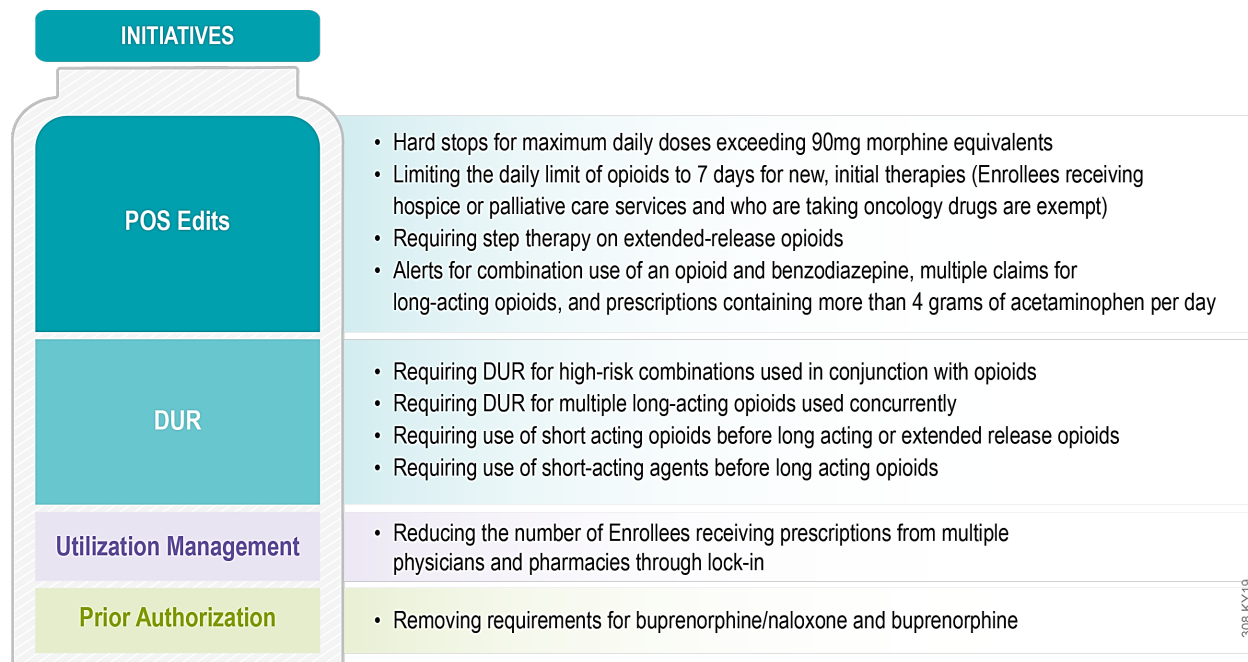 INITIATIVES
POS Edits
• Hard stops for maximum daily doses exceeding 90mg morphine equivalents
• Limiting the daily limit of opioids to 7 days for new, initial therapies (Enrollees receiving
hospice or palliative care services and who are taking oncology drugs are exempt)
• Requiring step therapy on extended-release opioids
• Alerts for combination use of an opioid and benzodiazepine, multiple claims for
long-acting opioids, and prescriptions containing more than 4 grams of acetaminophen per day
DUR
• Requiring DUR for high-risk combinations used in conjunction with opioids
• Requiring DUR for multiple long-acting opioids used concurrently
• Requiring use of short acting opioids before long acting or extended release opioids
• Requiring use of short-acting agents before long acting opioids
Utilization Management
• Reducing the number of Enrollees receiving prescriptions from multiple
physicians and pharmacies through lock-in
Prior Authorization
• Removing requirements for buprenorphine/naloxone and buprenorphine
308 KY19